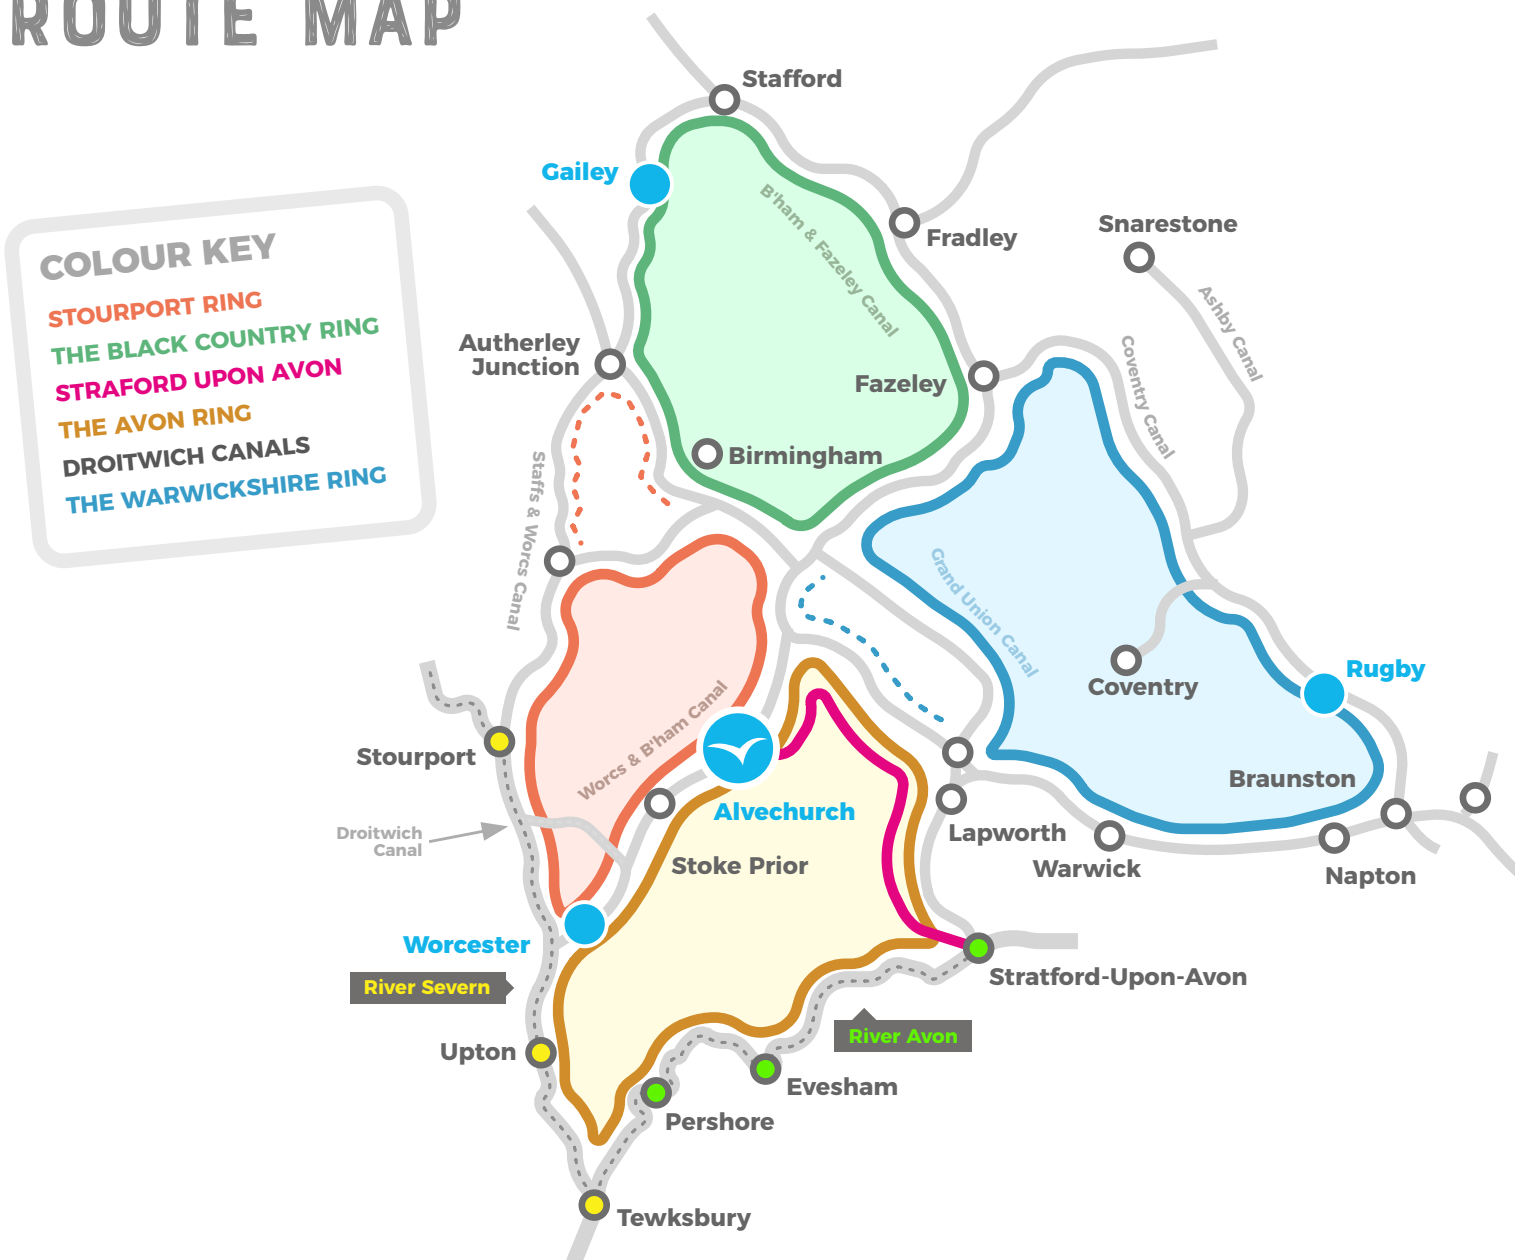 ROUTE MAP
Stafford
Gailey
B'ham & Fazeley Canal
Fradley
Snarestone
COLOUR KEY
STOURPORT RING
THE BLACK COUNTRY RING
STRAFORD UPON AVON
THE AVON RING
DROITWICH CANALS
THE WARWICKSHIRE RING
Ashby Canal
Autherley
Junction
Coventry Canal
Fazeley
Birmingham
Staffs & Worcs Canal
Grand Union Canal
Coventry
Rugby
Worcs & B'ham Canal
Stourport
Braunston
Alvechurch
Droitwich
Canal
Lapworth
Stoke Prior
Warwick
Napton
Worcester
River Severn
Stratford-Upon-Avon
River Avon
Upton
Evesham
Pershore
Tewksbury